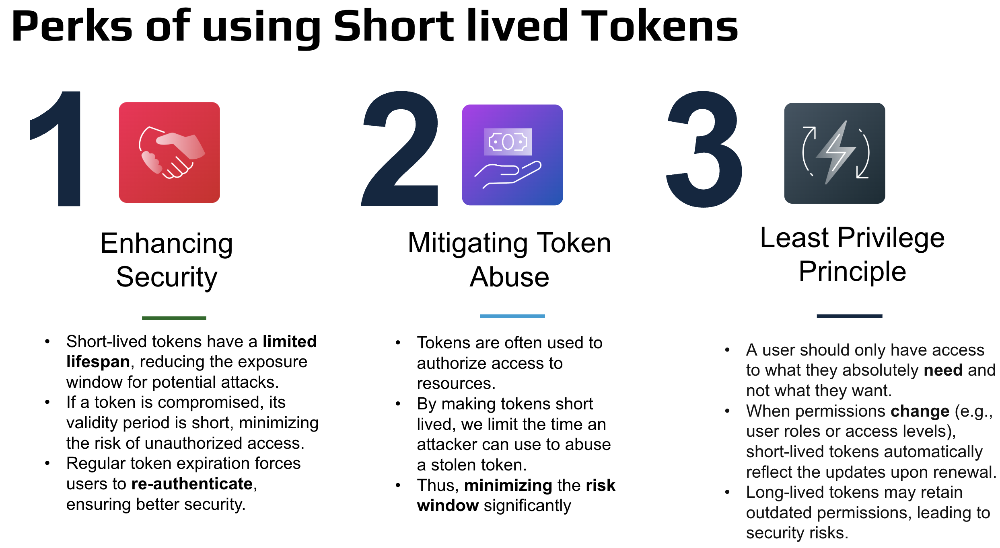 Perks of using Short lived Tokens
1
Enhancing
Security
• Short-lived tokens have a limited
lifespan, reducing the exposure
window for potential attacks.
• If a token is compromised, its
validity period is short, minimizing
the risk of unauthorized access.
• Regular token expiration forces
users to re-authenticate,
ensuring better security.
2
Mitigating Token
Abuse
• Tokens are often used to
authorize access to
resources.
• By making tokens short
lived, we limit the time an
attacker can use to abuse
a stolen token.
• Thus, minimizing the risk
window significantly
3
Least Privilege
Principle
• A user should only have access
to what they absolutely need and
not what they want.
• When permissions change (e.g.,
user roles or access levels),
short-lived tokens automatically
reflect the updates upon renewal.
• Long-lived tokens may retain
outdated permissions, leading to
security risks.